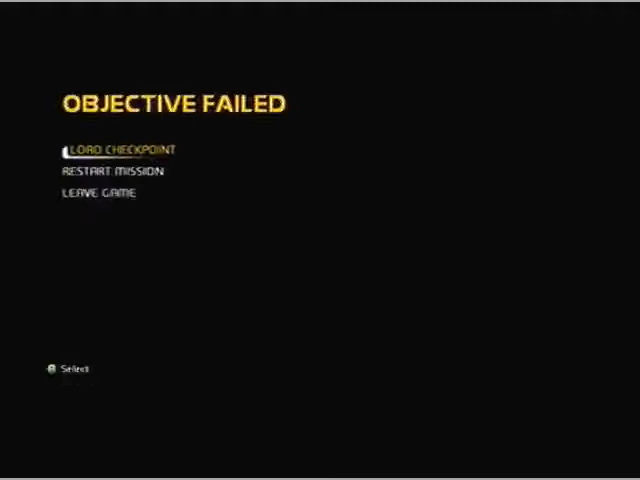 OBJECTIVE FAILED
LOAD CHECKPOINT
RESTART MISSION
LEAVE GAME
Select